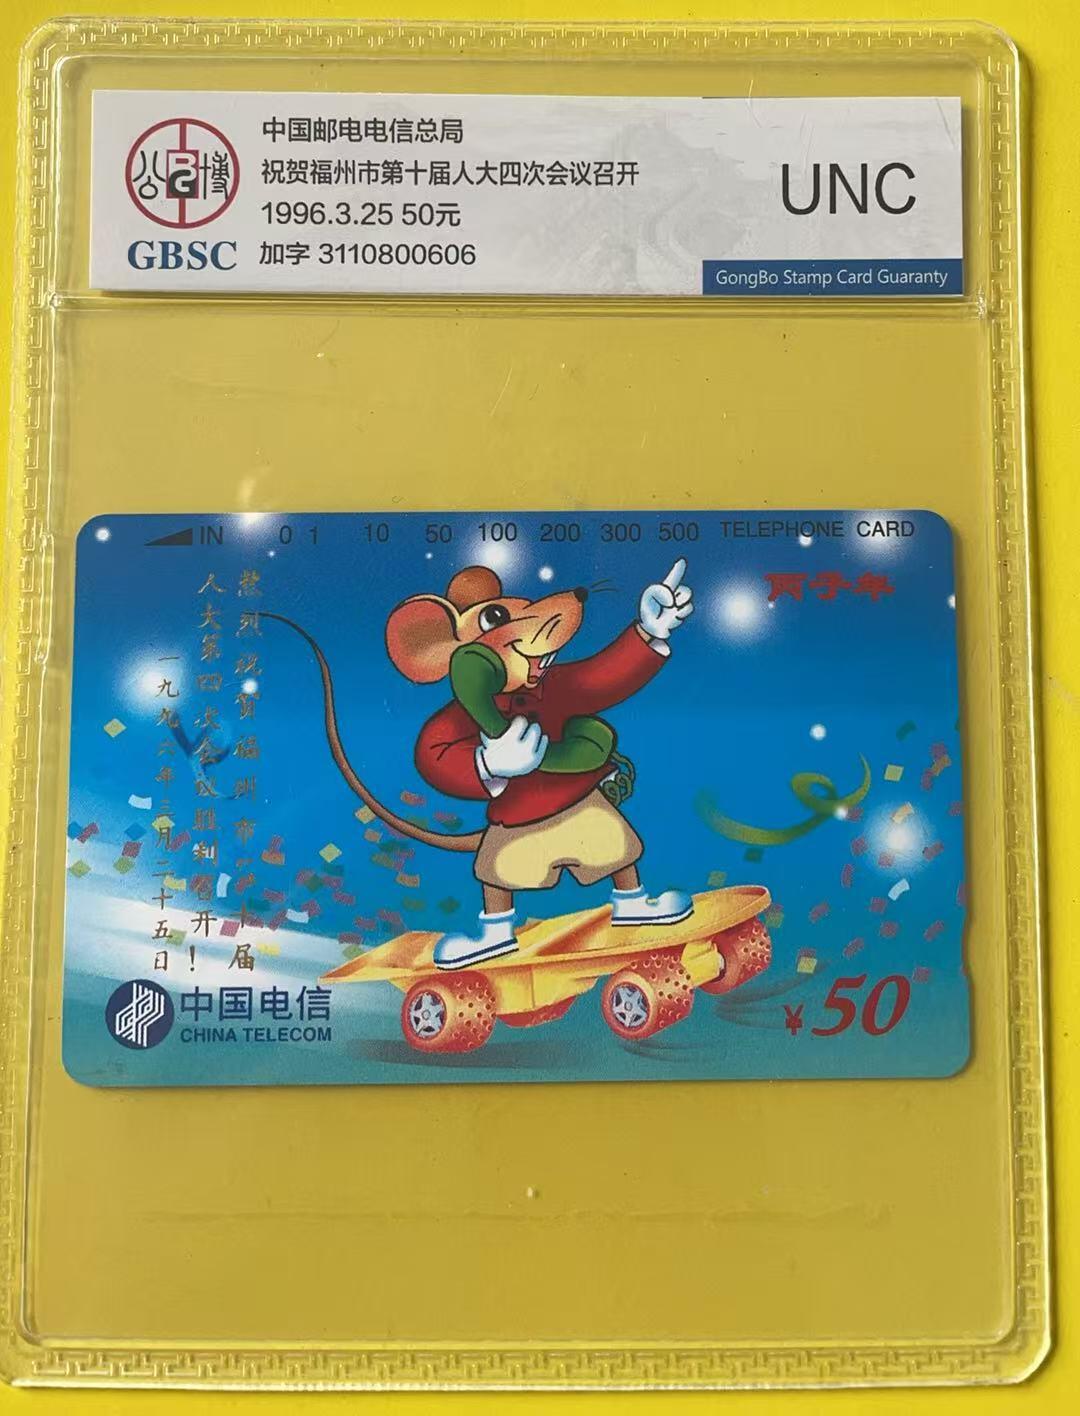 公博
中国邮电电信总局
祝贺福州市第十届人大四次会议召开
1996.3.25 50元
加字 3110800606
GBSC
UNC
GongBo Stamp Card Guaranty
IN 0 1 10 50 100 200 300 500 TELEPHONE CARD
丙子年
热烈祝贺福州市第十届
人大第四次会议胜利召开！
一九九六年三月二十五日
中国电信
CHINA TELECOM
¥50